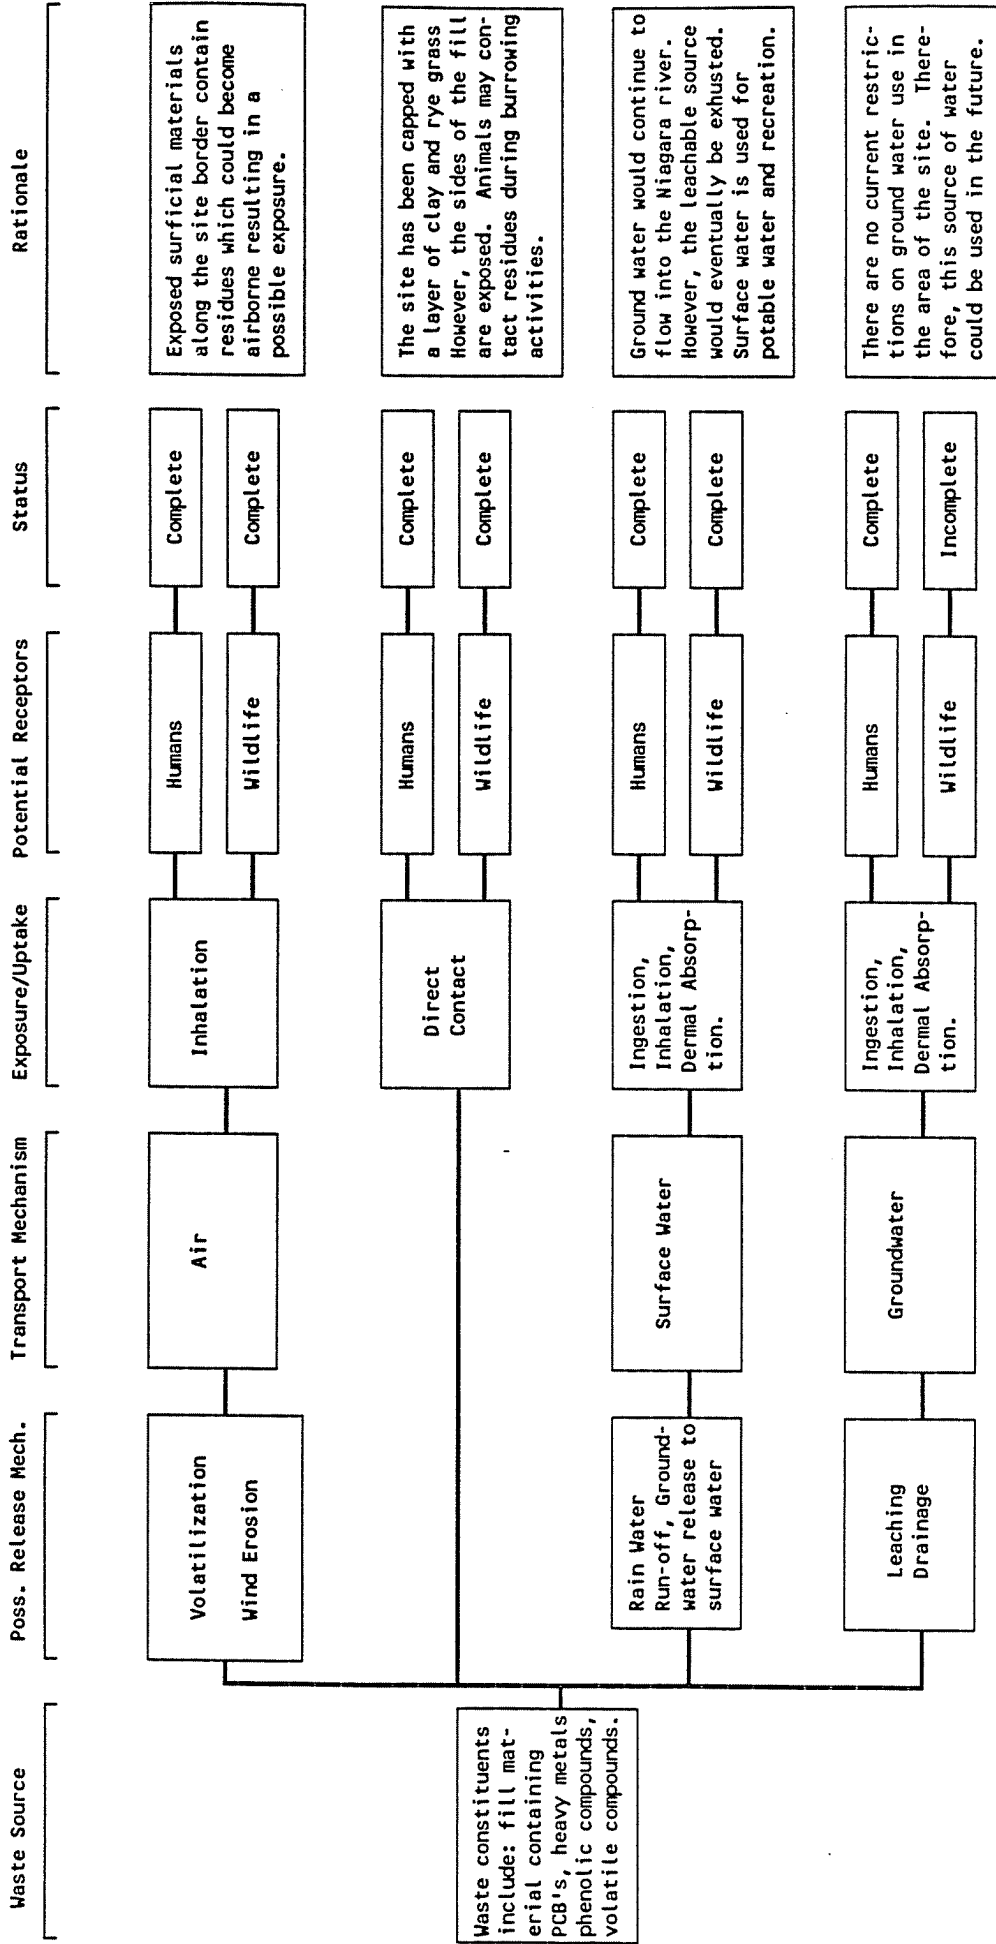 Waste Source
Poss. Release Mech.
Transport Mechanism
Exposure/Uptake
Potential Receptors
Status
Rationale
Waste constituents
include: fill mat-
erial containing
PCB's, heavy metals
phenolic compounds,
volatile compounds.
Volatilization
Wind Erosion
Air
Inhalation
Humans
Complete
Wildlife
Complete
Exposed surficial materials
along the site border contain
residues which could become
airborne resulting in a
possible exposure.
Direct
Contact
Humans
Complete
Wildlife
Complete
The site has been capped with
a layer of clay and rye grass
However, the sides of the fill
are exposed. Animals may con-
tact residues during burrowing
activities.
Rain Water
Run-off, Ground-
water release to
surface water
Surface Water
Ingestion,
Inhalation,
Dermal Absorp-
tion.
Humans
Complete
Wildlife
Complete
Ground water would continue to
flow into the Niagara river.
However, the leachable source
would eventually be exhusted.
Surface water is used for
potable water and recreation.
Leaching
Drainage
Groundwater
Ingestion,
Inhalation,
Dermal Absorp-
tion.
Humans
Complete
Wildlife
Incomplete
There are no current restric-
tions on ground water use in
the area of the site. There-
fore, this source of water
could be used in the future.